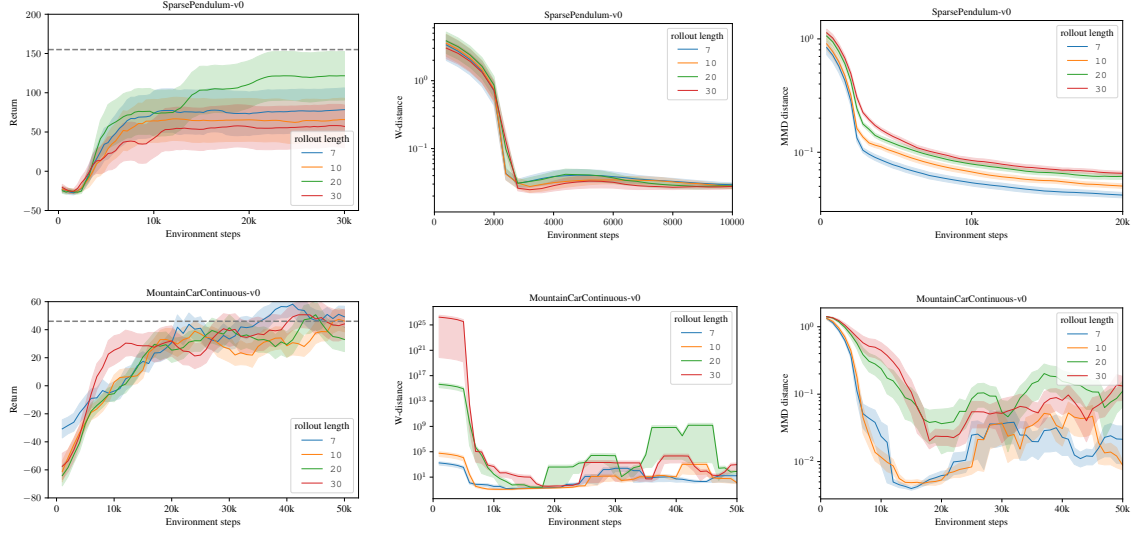 SparsePendulum-v0
200
150
100
50
0
−50
Return
0
10k
20k
30k
Environment steps
rollout length
7
10
20
30
SparsePendulum-v0
10^0
10^−1
W-distance
0
2000
4000
6000
8000
10000
Environment steps
rollout length
7
10
20
30
SparsePendulum-v0
10^0
10^−1
MMD distance
0
10k
20k
Environment steps
rollout length
7
10
20
30
MountainCarContinuous-v0
60
40
20
0
−20
−40
−60
−80
Return
0
10k
20k
30k
40k
50k
Environment steps
rollout length
7
10
20
30
MountainCarContinuous-v0
10^25
10^21
10^17
10^13
10^9
10^5
10^1
W-distance
0
10k
20k
30k
40k
50k
Environment steps
rollout length
7
10
20
30
MountainCarContinuous-v0
10^0
10^−1
10^−2
MMD distance
0
10k
20k
30k
40k
50k
Environment steps
rollout length
7
10
20
30